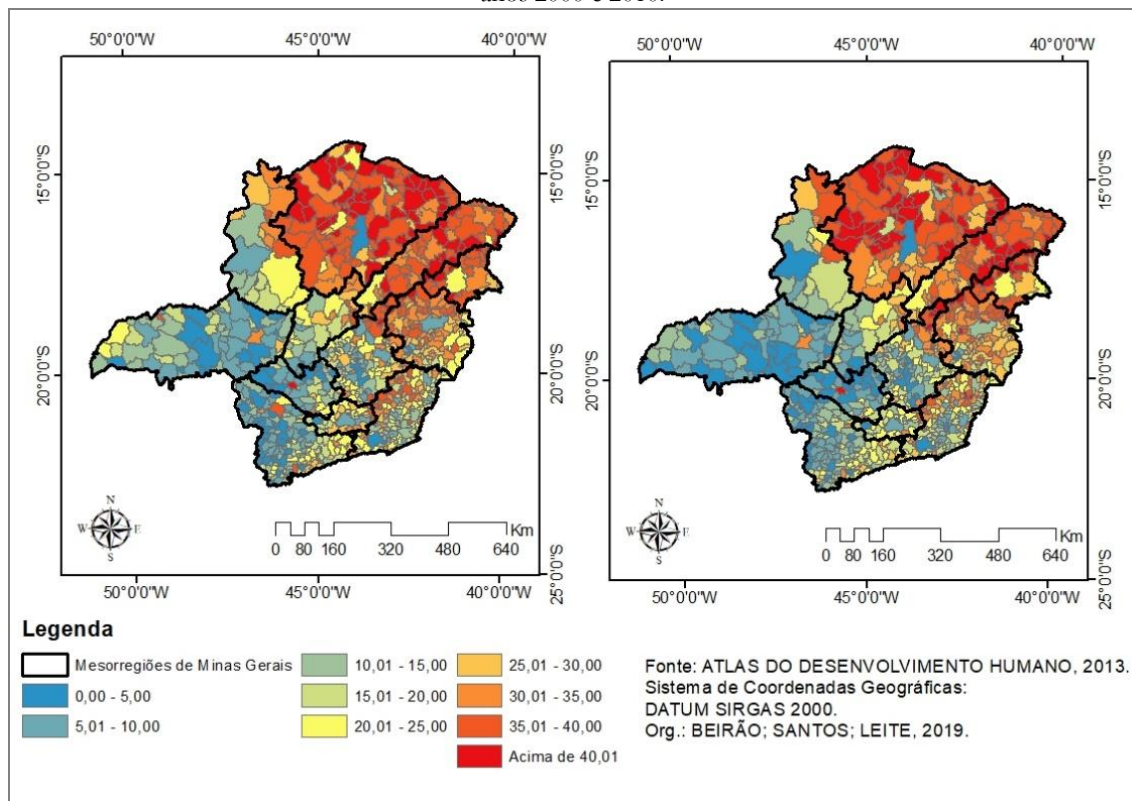 anos 2000 e 2010.
50°0'0"W 45°0'0"W 40°0'0"W
50°0'0"W 45°0'0"W 40°0'0"W
15°0'0"S
20°0'0"S
15°0'0"S
20°0'0"S
25°0'0"S
15°0'0"S
20°0'0"S
15°0'0"S
20°0'0"S
25°0'0"S
N
W E
S
Km
0 80 160 320 480 640
N
W E
S
Km
0 80 160 320 480 640
50°0'0"W 45°0'0"W 40°0'0"W
50°0'0"W 45°0'0"W 40°0'0"W
Legenda
Mesorregiões de Minas Gerais
0,00 - 5,00
5,01 - 10,00
10,01 - 15,00
15,01 - 20,00
20,01 - 25,00
25,01 - 30,00
30,01 - 35,00
35,01 - 40,00
Acima de 40,01
Fonte: ATLAS DO DESENVOLVIMENTO HUMANO, 2013.
Sistema de Coordenadas Geográficas:
DATUM SIRGAS 2000.
Org.: BEIRÃO; SANTOS; LEITE, 2019.